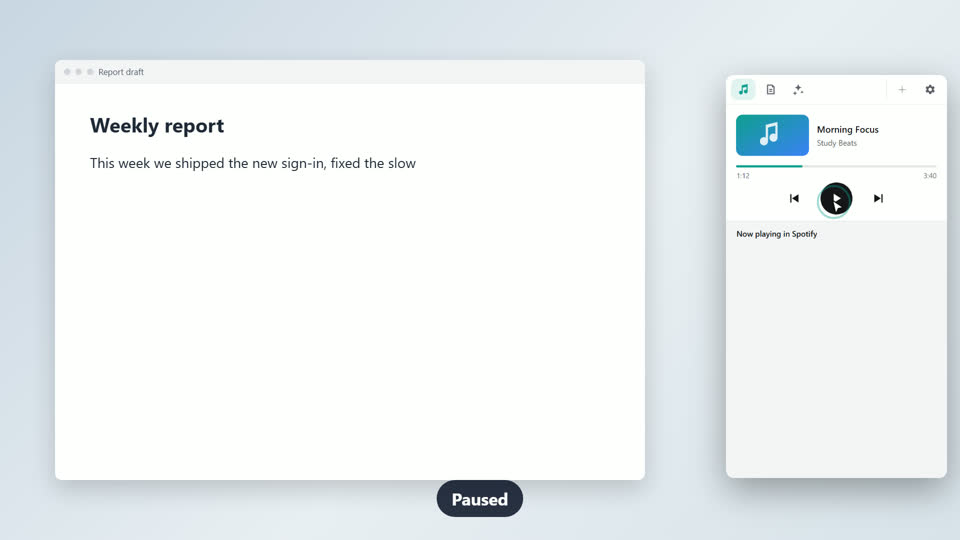 Report draft
Weekly report
This week we shipped the new sign-in, fixed the slow
Morning Focus
Study Beats
1:12
3:40
Now playing in Spotify
Paused